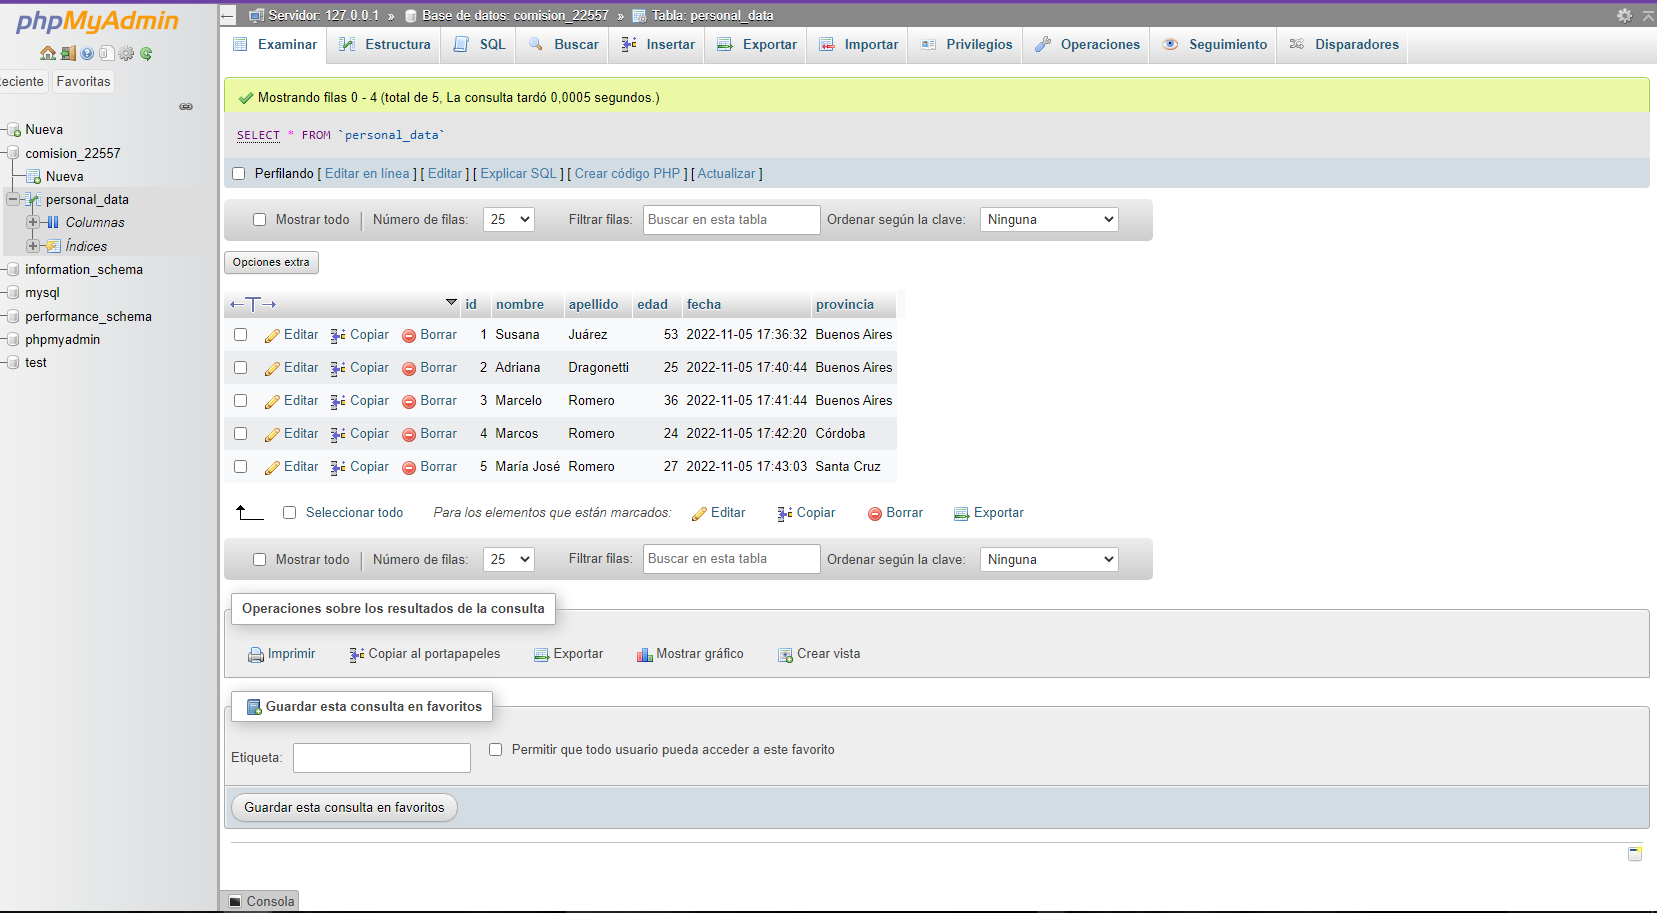 phpMyAdmin
Reciente Favoritas
Nueva
comision_22557
Nueva
personal_data
Columnas
Índices
information_schema
mysql
performance_schema
phpmyadmin
test
Servidor: 127.0.0.1 » Base de datos: comision_22557 » Tabla: personal_data
Examinar Estructura SQL Buscar Insertar Exportar Importar Privilegios Operaciones Seguimiento Disparadores
Mostrando filas 0 - 4 (total de 5, La consulta tardó 0,0005 segundos.)
SELECT * FROM `personal_data`
Perfilando [ Editar en línea ] [ Editar ] [ Explicar SQL ] [ Crear código PHP ] [ Actualizar ]
Mostrar todo | Número de filas: 25 Filtrar filas: Buscar en esta tabla Ordenar según la clave: Ninguna
Opciones extra
←T→ id nombre apellido edad fecha provincia
Editar Copiar Borrar 1 Susana Juárez 53 2022-11-05 17:36:32 Buenos Aires
Editar Copiar Borrar 2 Adriana Dragonetti 25 2022-11-05 17:40:44 Buenos Aires
Editar Copiar Borrar 3 Marcelo Romero 36 2022-11-05 17:41:44 Buenos Aires
Editar Copiar Borrar 4 Marcos Romero 24 2022-11-05 17:42:20 Córdoba
Editar Copiar Borrar 5 María José Romero 27 2022-11-05 17:43:03 Santa Cruz
Seleccionar todo Para los elementos que están marcados: Editar Copiar Borrar Exportar
Mostrar todo | Número de filas: 25 Filtrar filas: Buscar en esta tabla Ordenar según la clave: Ninguna
Operaciones sobre los resultados de la consulta
Imprimir Copiar al portapapeles Exportar Mostrar gráfico Crear vista
Guardar esta consulta en favoritos
Etiqueta: Permitir que todo usuario pueda acceder a este favorito
Guardar esta consulta en favoritos
Consola